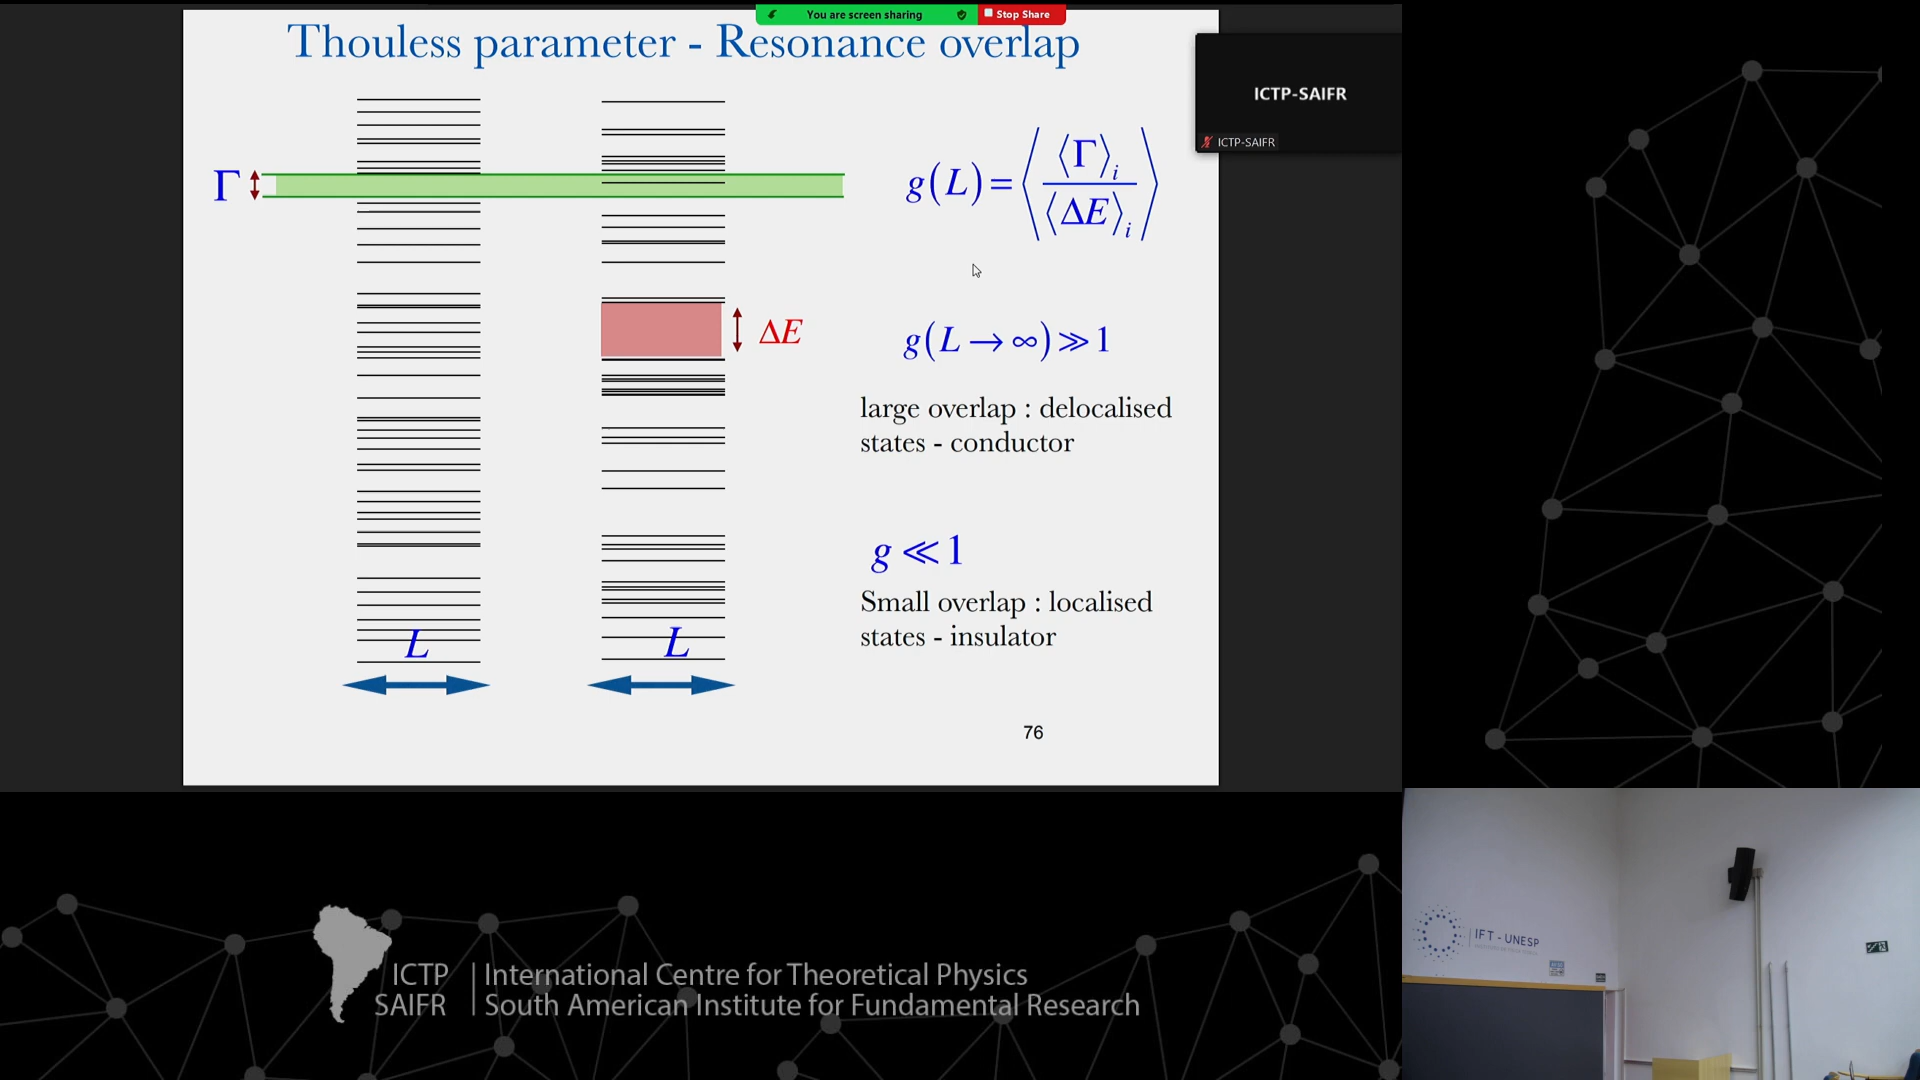 You are screen sharing
Stop Share
Thouless parameter - Resonance overlap
ICTP-SAIFR
ICTP-SAIFR
Γ
g(L) = ⟨ ⟨Γ⟩i / ⟨ΔE⟩i ⟩
ΔE
g(L → ∞) ≫ 1
large overlap : delocalised
states - conductor
g ≪ 1
Small overlap : localised
states - insulator
L
L
76
IFT - UNESP
ICTP
SAIFR
International Centre for Theoretical Physics
South American Institute for Fundamental Research